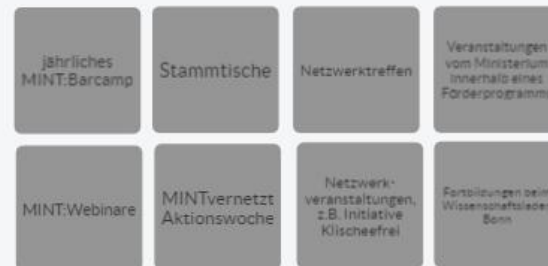 jährliches
MINT:Barcamp
Stammtische
Netzwerktreffen
Veranstaltungen
vom Ministerium
innerhalb eines
Förderprogramms
MINT:Webinare
MINTvernetzt
Aktionswoche
Netzwerk-
veranstaltungen,
z.B. Initiative
Klischeefrei
Fortbildungen beim
Wissenschaftsladen
Bonn